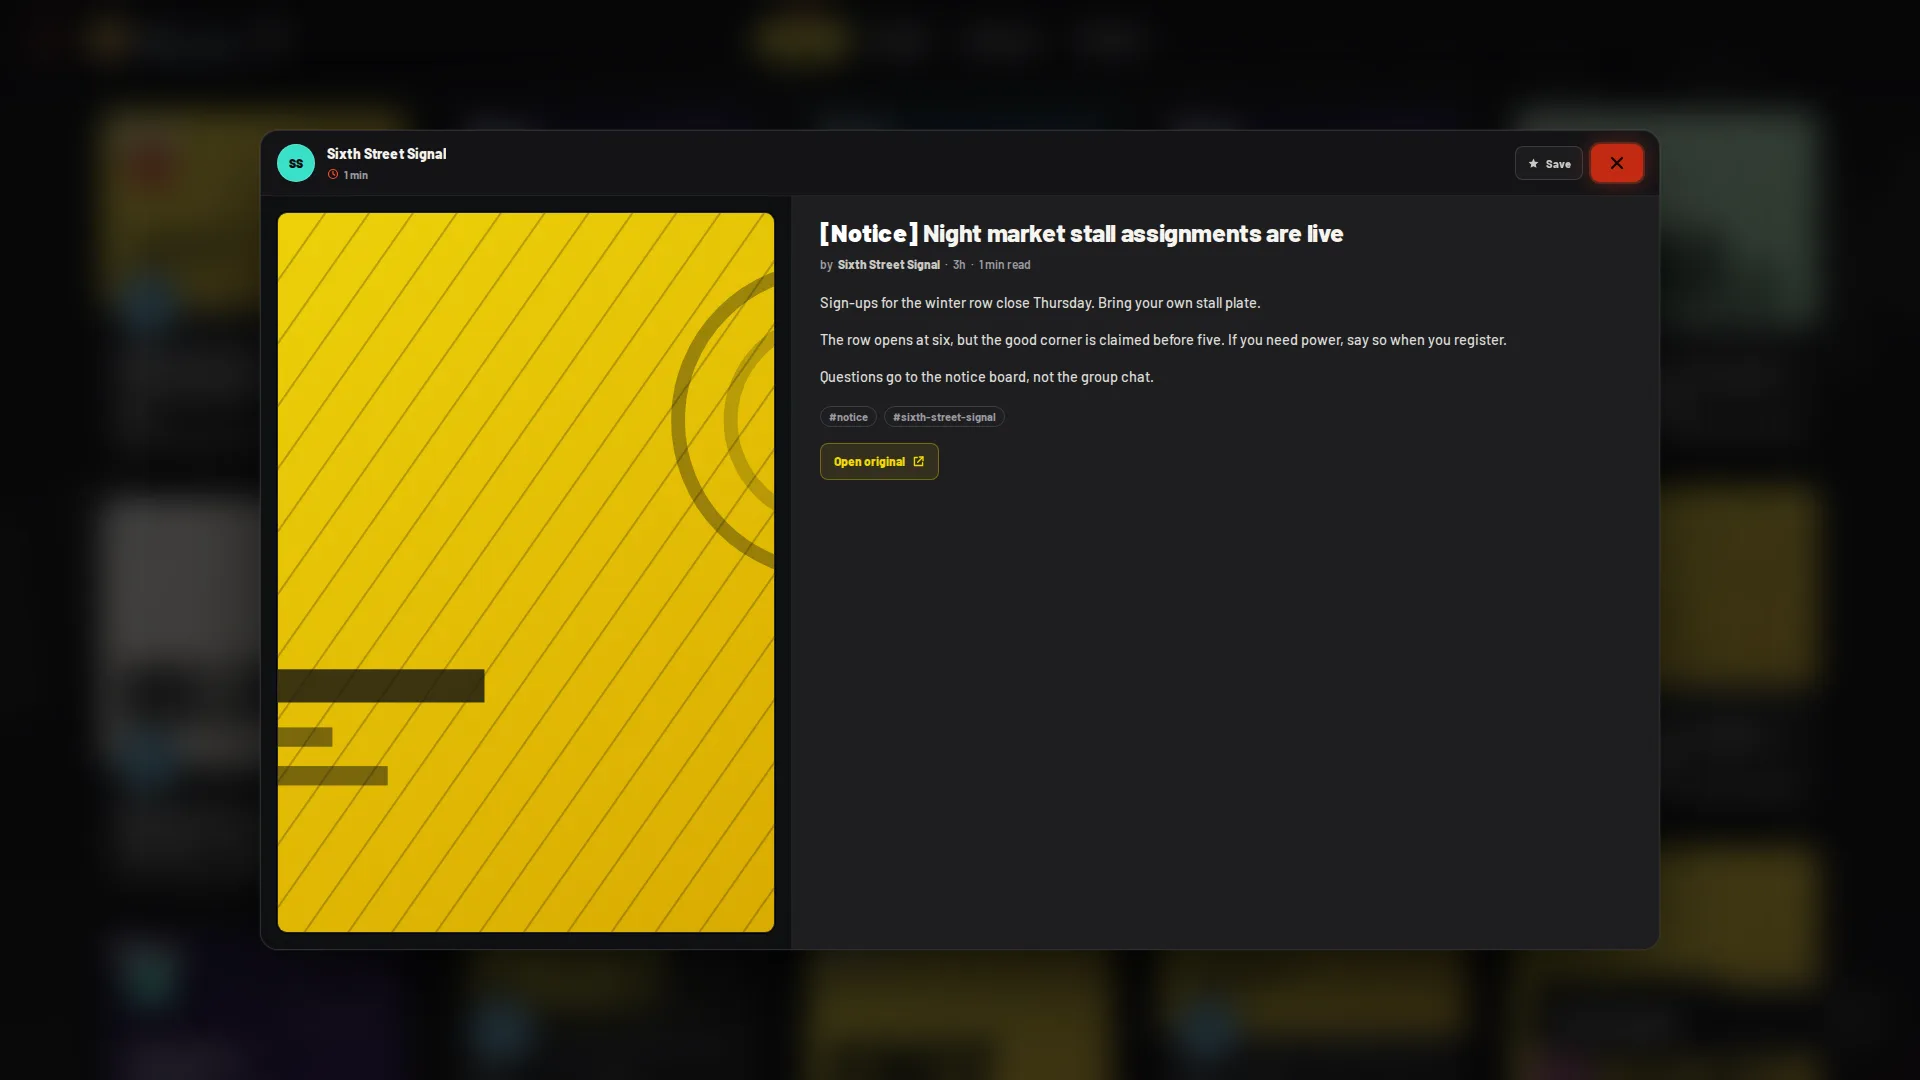 SS
Sixth Street Signal
1 min
Save
[Notice] Night market stall assignments are live
by Sixth Street Signal · 3h · 1 min read
Sign-ups for the winter row close Thursday. Bring your own stall plate.
The row opens at six, but the good corner is claimed before five. If you need power, say so when you register.
Questions go to the notice board, not the group chat.
#notice #sixth-street-signal
Open original